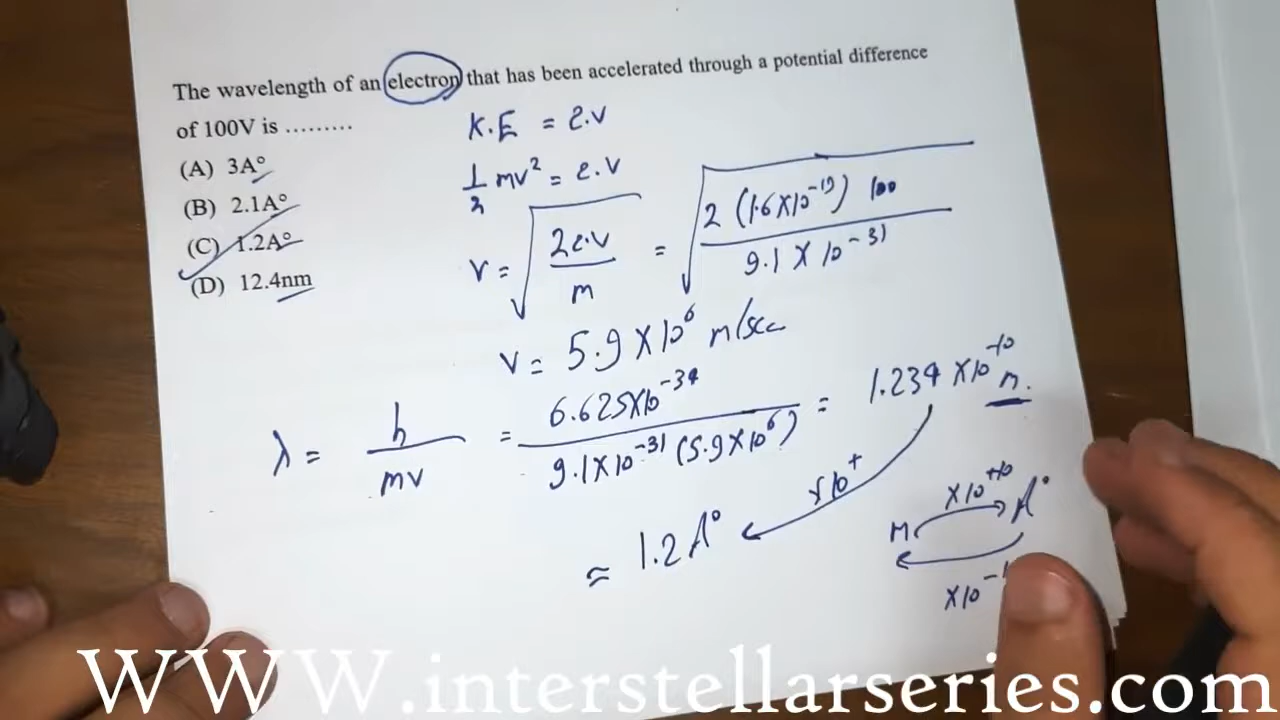 The wavelength of an electron that has been accelerated through a potential difference
of 100V is .........
(A) 3A°
(B) 2.1A°
(C) 1.2A°
(D) 12.4nm
K.E = e.V
1/2 mv² = e.V
v = √(2e.V / m) = √(2 (1.6×10⁻¹⁹) 100 / 9.1 × 10⁻³¹)
v = 5.9 × 10⁶ m/sec
λ = h / mv = 6.625×10⁻³⁴ / 9.1×10⁻³¹ (5.9×10⁶) = 1.234 ×10⁻¹⁰ m.
×10⁺
≈ 1.2 A°
×10⁺¹⁰
m A°
×10⁻¹
WWW.interstellarseries.com